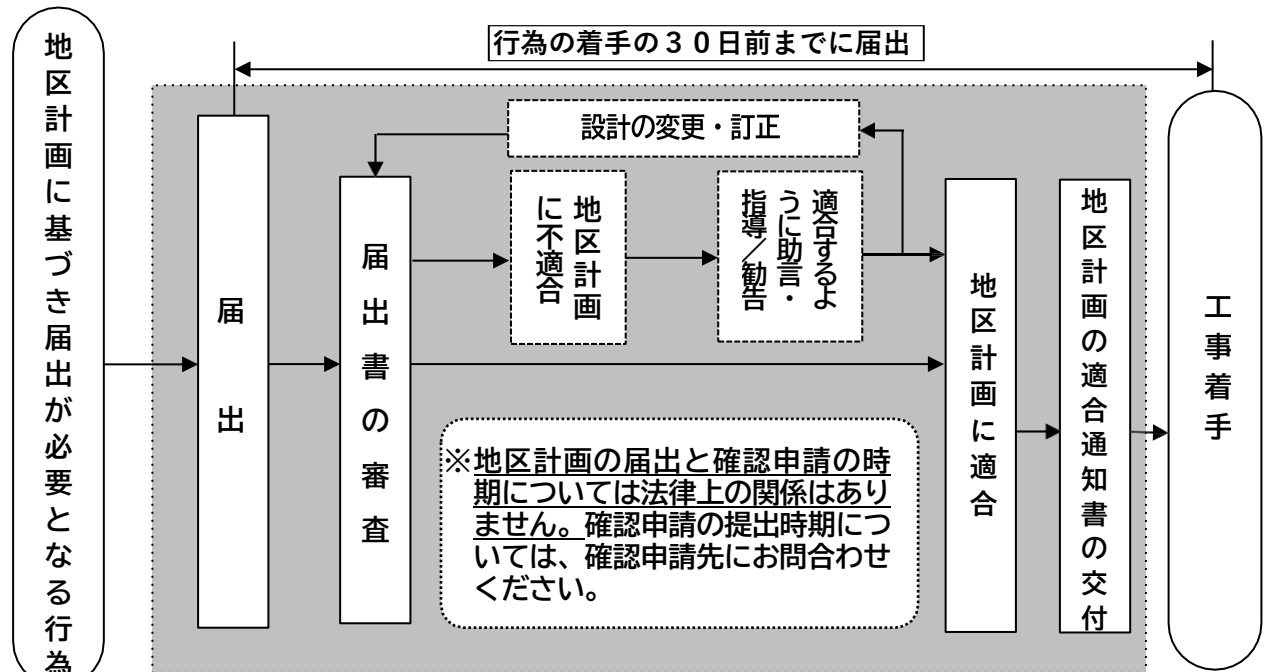 行為の着手の３０日前までに届出
地区計画に基づき届出が必要となる行為
届出
設計の変更・訂正
届出書の審査
地区計画
に不適合
適合するよ
うに助言・
指導／勧告
地区計画に適合
地区計画の適合通知書の交付
工事着手
※地区計画の届出と確認申請の時
期については法律上の関係はあり
ません。確認申請の提出時期につ
いては、確認申請先にお問合わせ
ください。